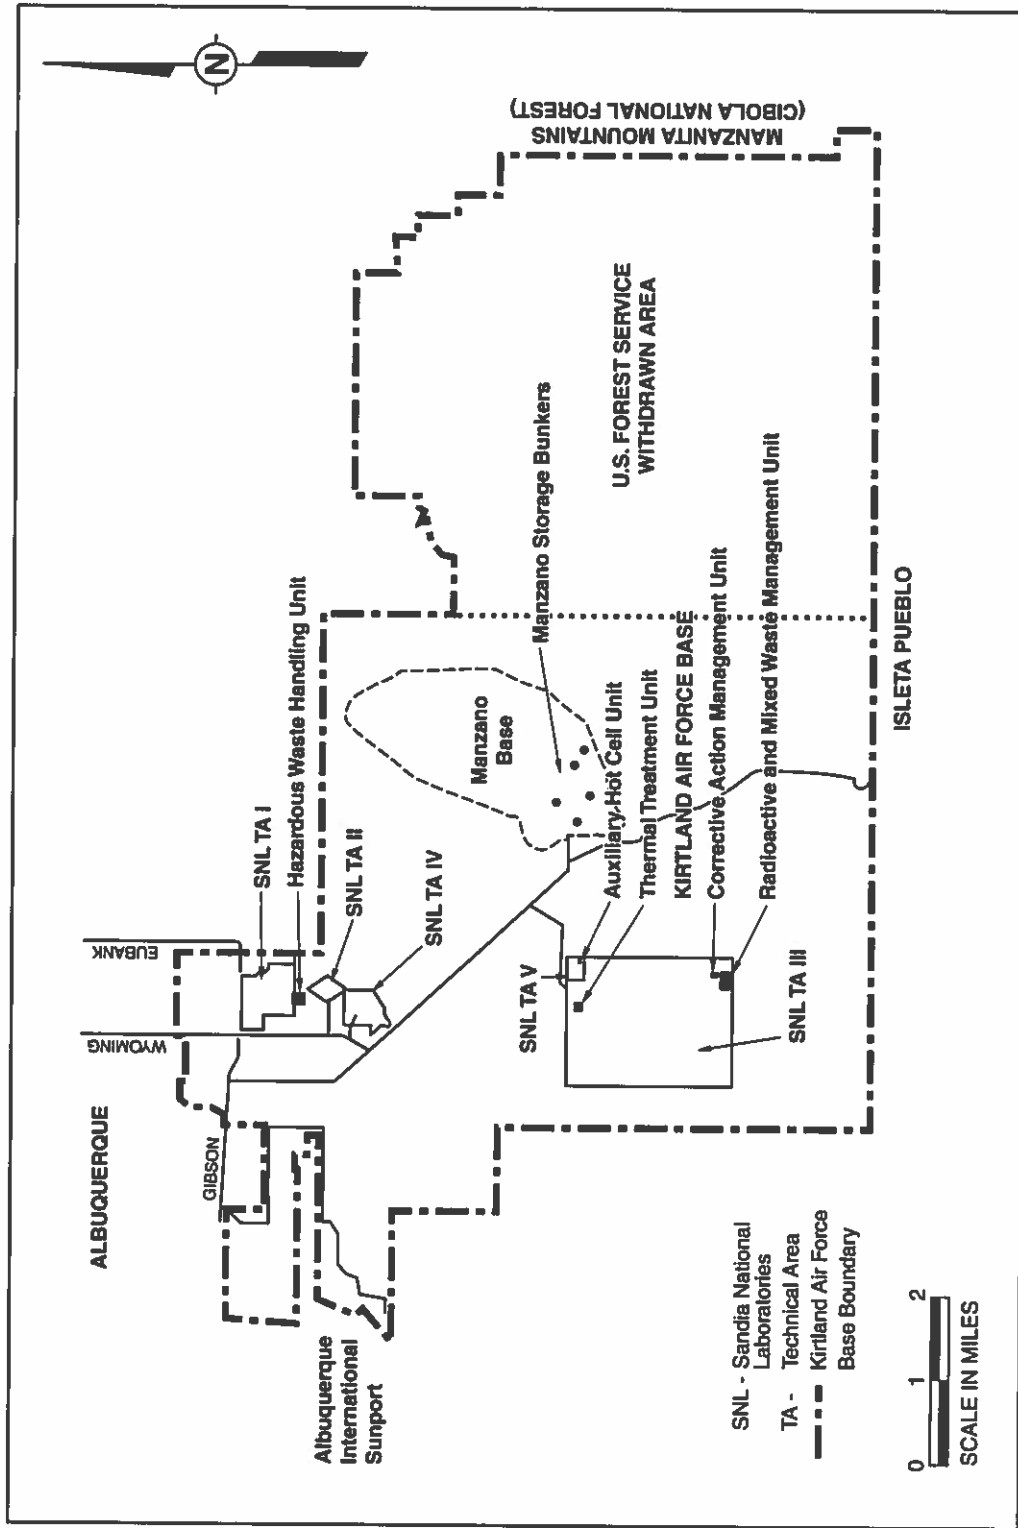 N
ALBUQUERQUE
WYOMING
EUBANK
GIBSON
SNL TA I
Hazardous Waste Handling Unit
SNL TA II
SNL TA IV
Albuquerque
International
Sunport
Manzano
Base
MANZANITA MOUNTAINS
(CIBOLA NATIONAL FOREST)
U.S. FOREST SERVICE
WITHDRAWN AREA
Manzano Storage Bunkers
SNL TA V
Auxiliary Hot Cell Unit
Thermal Treatment Unit
KIRTLAND AIR FORCE BASE
Corrective Action Management Unit
Radioactive and Mixed Waste Management Unit
SNL TA III
ISLETA PUEBLO
SNL - Sandia National
Laboratories
TA - Technical Area
Kirtland Air Force
Base Boundary
0 1 2
SCALE IN MILES